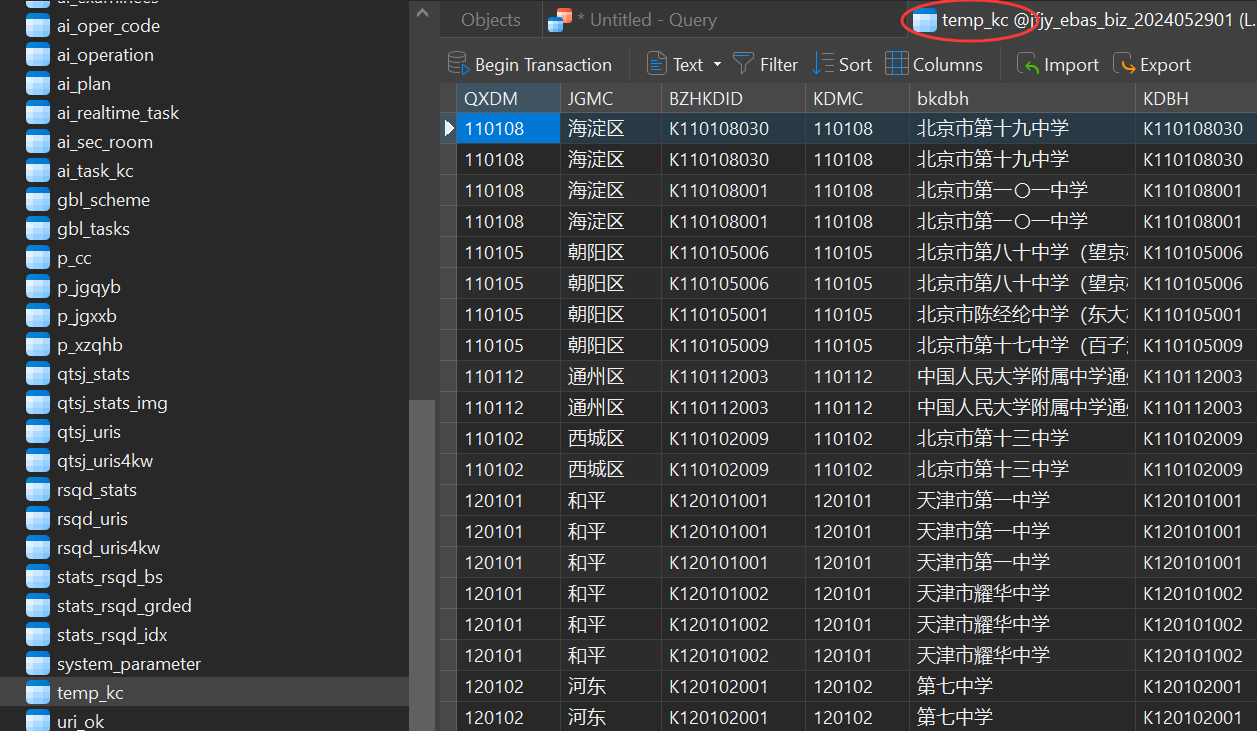 ai_examinees
ai_oper_code
ai_operation
ai_plan
ai_realtime_task
ai_sec_room
ai_task_kc
gbl_scheme
gbl_tasks
p_cc
p_jgqyb
p_jgxxb
p_xzqhb
qtsj_stats
qtsj_stats_img
qtsj_uris
qtsj_uris4kw
rsqd_stats
rsqd_uris
rsqd_uris4kw
stats_rsqd_bs
stats_rsqd_grded
stats_rsqd_idx
system_parameter
temp_kc
uri_ok
Objects * Untitled - Query temp_kc @jfjy_ebas_biz_2024052901 (L.
Begin Transaction Text Filter Sort Columns Import Export
QXDM JGMC BZHKDID KDMC bkdbh KDBH
110108 海淀区 K110108030 110108 北京市第十九中学 K110108030
110108 海淀区 K110108030 110108 北京市第十九中学 K110108030
110108 海淀区 K110108001 110108 北京市第一〇一中学 K110108001
110108 海淀区 K110108001 110108 北京市第一〇一中学 K110108001
110105 朝阳区 K110105006 110105 北京市第八十中学（望京 K110105006
110105 朝阳区 K110105006 110105 北京市第八十中学（望京 K110105006
110105 朝阳区 K110105001 110105 北京市陈经纶中学（东大 K110105001
110105 朝阳区 K110105009 110105 北京市第十七中学（百子 K110105009
110112 通州区 K110112003 110112 中国人民大学附属中学通 K110112003
110112 通州区 K110112003 110112 中国人民大学附属中学通 K110112003
110102 西城区 K110102009 110102 北京市第十三中学 K110102009
110102 西城区 K110102009 110102 北京市第十三中学 K110102009
120101 和平 K120101001 120101 天津市第一中学 K120101001
120101 和平 K120101001 120101 天津市第一中学 K120101001
120101 和平 K120101001 120101 天津市第一中学 K120101001
120101 和平 K120101002 120101 天津市耀华中学 K120101002
120101 和平 K120101002 120101 天津市耀华中学 K120101002
120101 和平 K120101002 120101 天津市耀华中学 K120101002
120102 河东 K120102001 120102 第七中学 K120102001
120102 河东 K120102001 120102 第七中学 K120102001